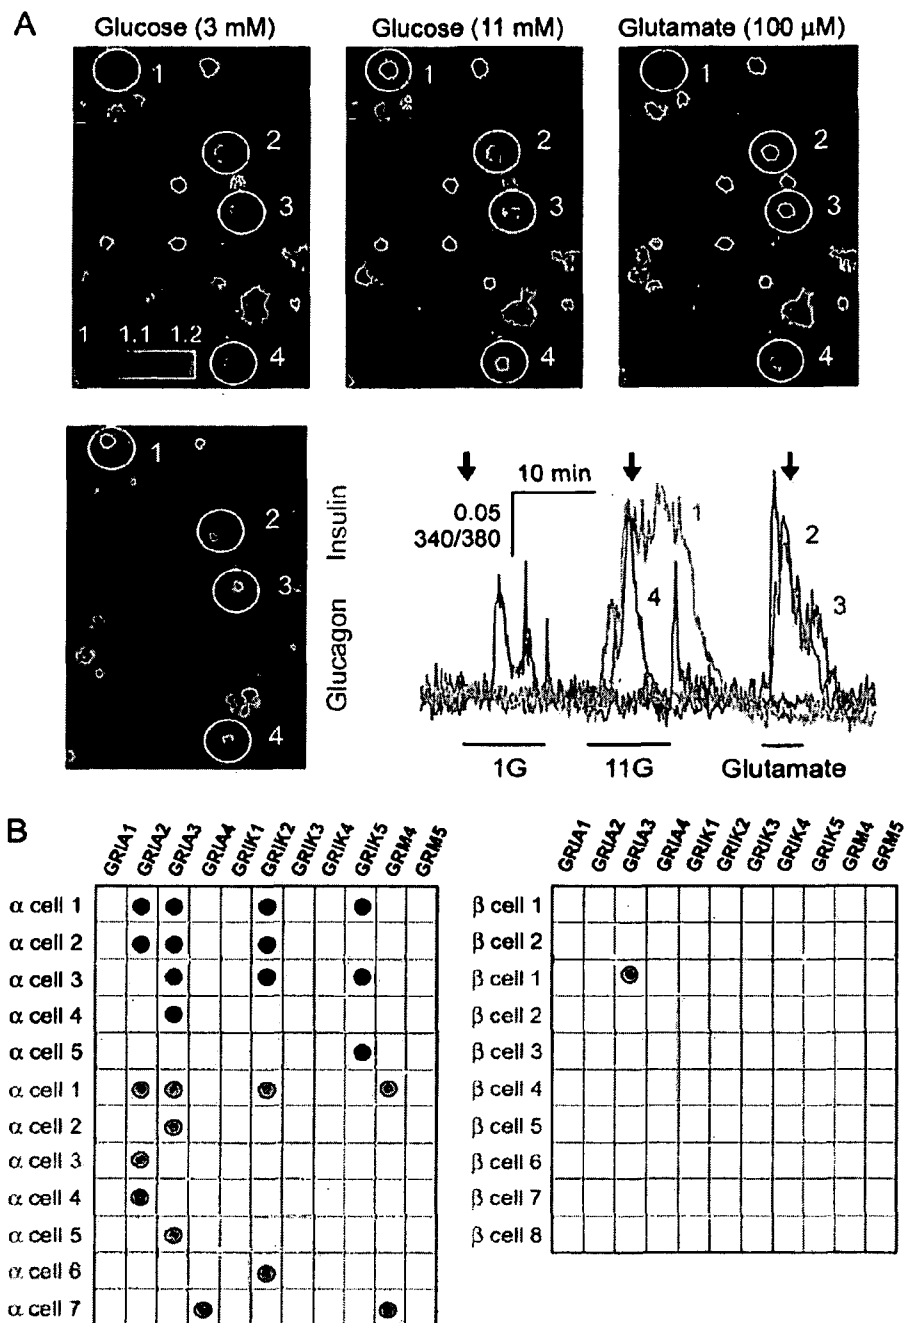 A
Glucose (3 mM)
Glucose (11 mM)
Glutamate (100 μM)
1
2
3
4
1 1.1 1.2
1
2
3
4
1
2
3
4
1
2
3
4
Glucagon Insulin
10 min
0.05
340/380
1
2
3
4
1G
11G
Glutamate
B
GRIA1 GRIA2 GRIA3 GRIA4 GRIK1 GRIK2 GRIK3 GRIK4 GRIK5 GRM4 GRM5
α cell 1
α cell 2
α cell 3
α cell 4
α cell 5
α cell 1
α cell 2
α cell 3
α cell 4
α cell 5
α cell 6
α cell 7
GRIA1 GRIA2 GRIA3 GRIA4 GRIK1 GRIK2 GRIK3 GRIK4 GRIK5 GRM4 GRM5
β cell 1
β cell 2
β cell 1
β cell 2
β cell 3
β cell 4
β cell 5
β cell 6
β cell 7
β cell 8